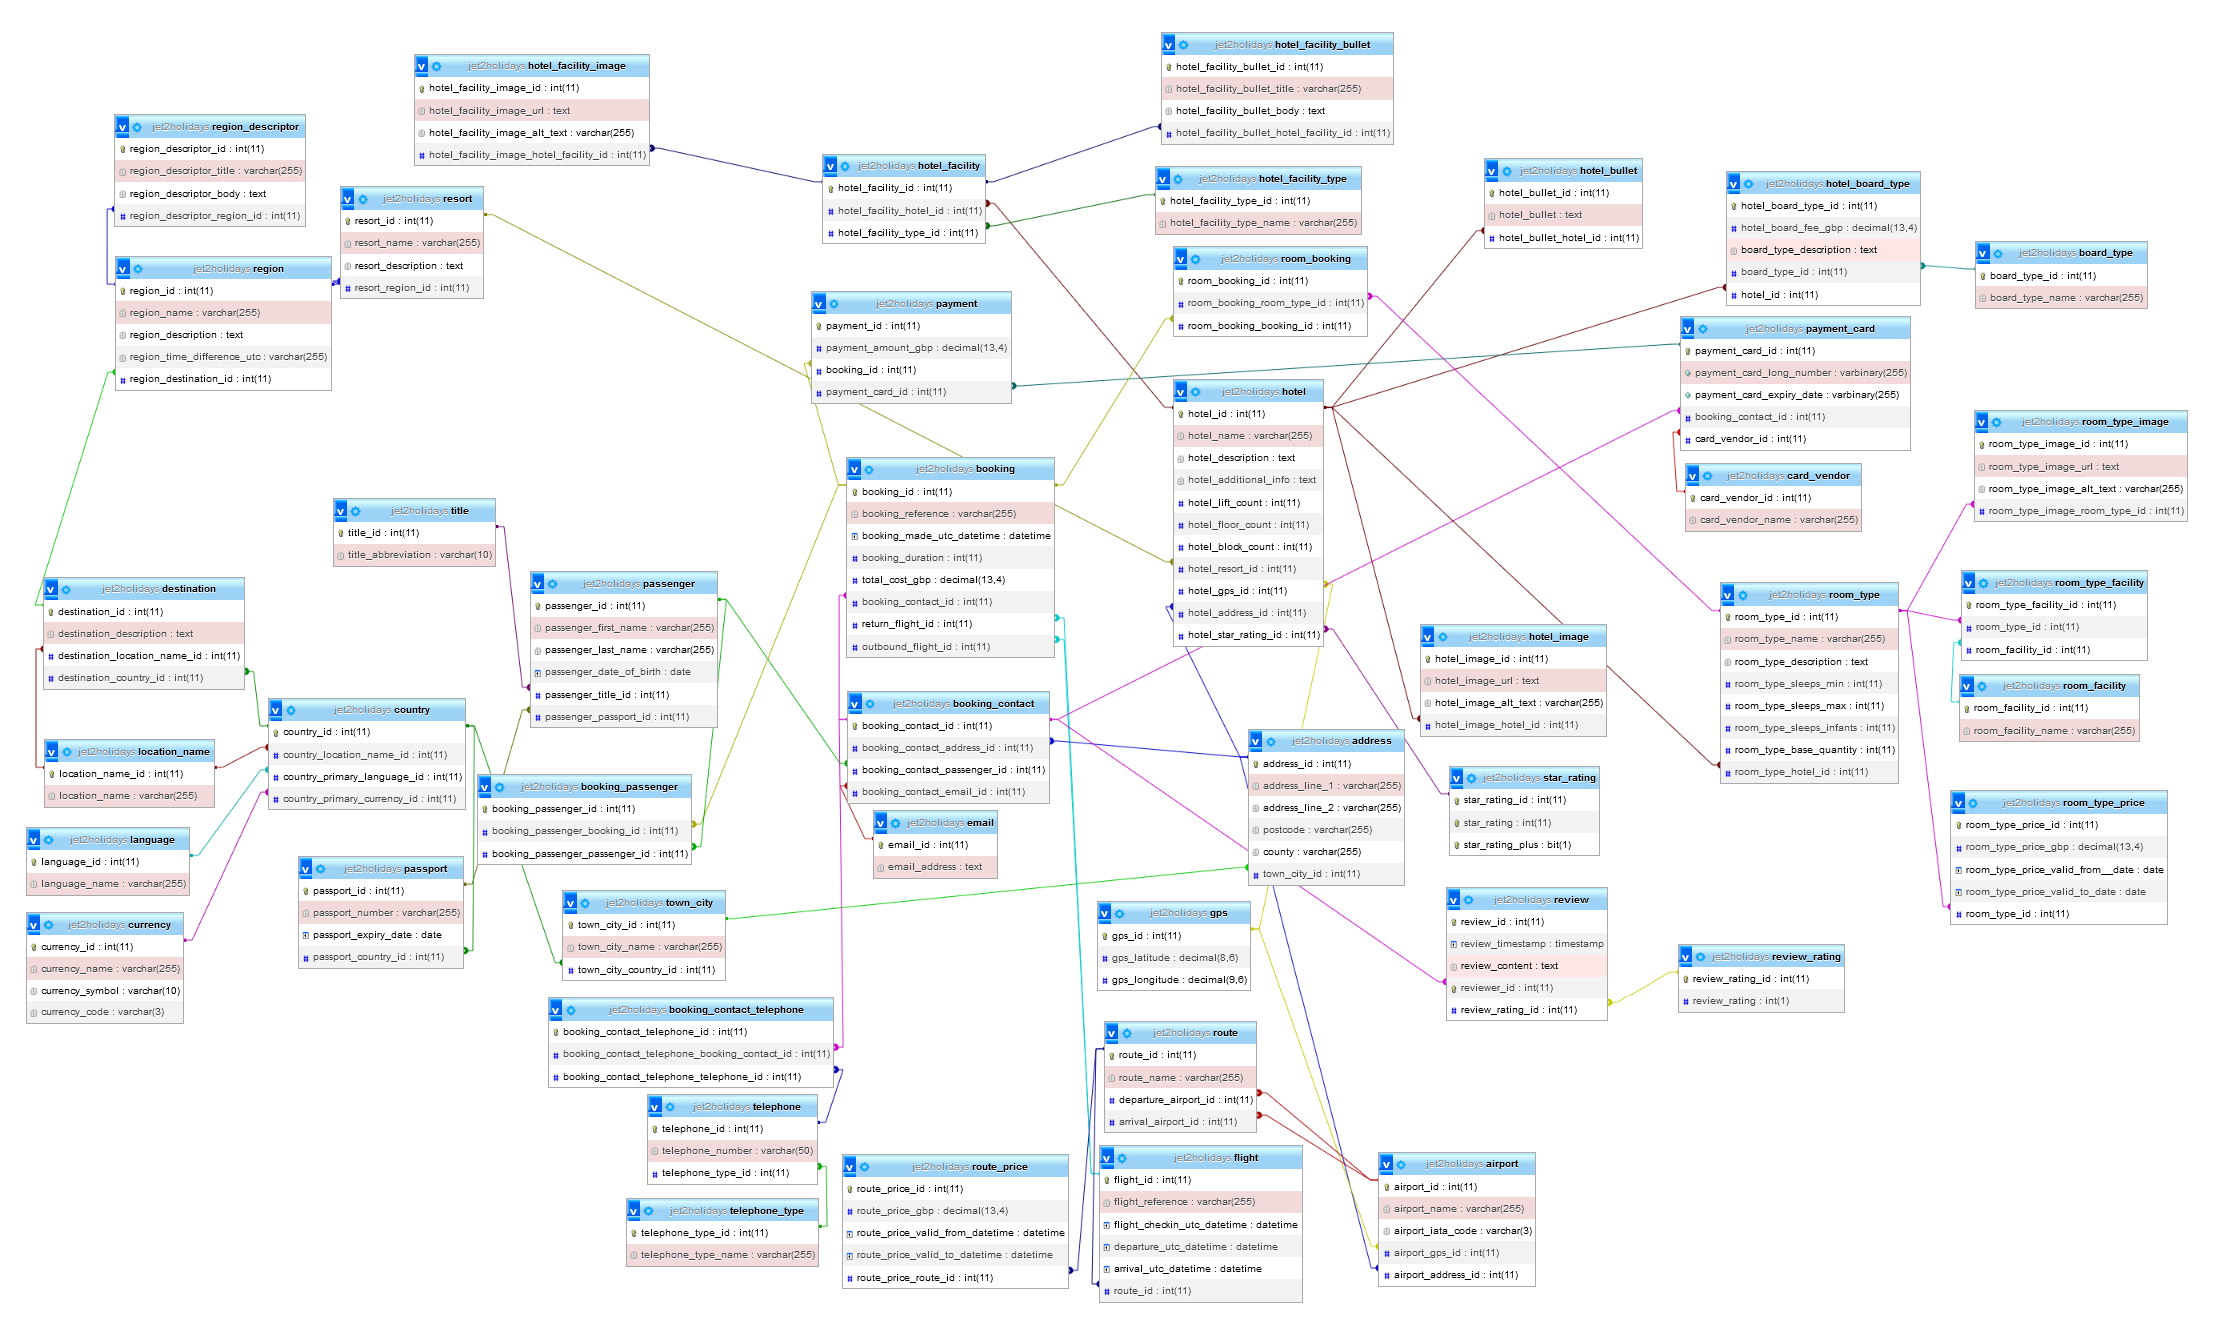 jet2holidays hotel_facility_bullet
hotel_facility_bullet_id : int(11)
hotel_facility_bullet_title : varchar(255)
hotel_facility_bullet_body : text
hotel_facility_bullet_hotel_facility_id : int(11)
jet2holidays hotel_facility_image
hotel_facility_image_id : int(11)
hotel_facility_image_url : text
hotel_facility_image_alt_text : varchar(255)
hotel_facility_image_hotel_facility_id : int(11)
jet2holidays region_descriptor
region_descriptor_id : int(11)
region_descriptor_title : varchar(255)
region_descriptor_body : text
region_descriptor_region_id : int(11)
jet2holidays hotel_facility
hotel_facility_id : int(11)
hotel_facility_hotel_id : int(11)
hotel_facility_type_id : int(11)
jet2holidays hotel_facility_type
hotel_facility_type_id : int(11)
hotel_facility_type_name : varchar(255)
jet2holidays hotel_bullet
hotel_bullet_id : int(11)
hotel_bullet : text
hotel_bullet_hotel_id : int(11)
jet2holidays hotel_board_type
hotel_board_type_id : int(11)
hotel_board_fee_gbp : decimal(13,4)
board_type_description : text
board_type_id : int(11)
hotel_id : int(11)
jet2holidays board_type
board_type_id : int(11)
board_type_name : varchar(255)
jet2holidays resort
resort_id : int(11)
resort_name : varchar(255)
resort_description : text
resort_region_id : int(11)
jet2holidays region
region_id : int(11)
region_name : varchar(255)
region_description : text
region_time_difference_utc : varchar(255)
region_destination_id : int(11)
jet2holidays room_booking
room_booking_id : int(11)
room_booking_room_type_id : int(11)
room_booking_booking_id : int(11)
jet2holidays payment
payment_id : int(11)
payment_amount_gbp : decimal(13,4)
booking_id : int(11)
payment_card_id : int(11)
jet2holidays payment_card
payment_card_id : int(11)
payment_card_long_number : varbinary(255)
payment_card_expiry_date : varbinary(255)
booking_contact_id : int(11)
card_vendor_id : int(11)
jet2holidays hotel
hotel_id : int(11)
hotel_name : varchar(255)
hotel_description : text
hotel_additional_info : text
hotel_lift_count : int(11)
hotel_floor_count : int(11)
hotel_block_count : int(11)
hotel_resort_id : int(11)
hotel_gps_id : int(11)
hotel_address_id : int(11)
hotel_star_rating_id : int(11)
jet2holidays room_type_image
room_type_image_id : int(11)
room_type_image_url : text
room_type_image_alt_text : varchar(255)
room_type_image_room_type_id : int(11)
jet2holidays card_vendor
card_vendor_id : int(11)
card_vendor_name : varchar(255)
jet2holidays booking
booking_id : int(11)
booking_reference : varchar(255)
booking_made_utc_datetime : datetime
booking_duration : int(11)
total_cost_gbp : decimal(13,4)
booking_contact_id : int(11)
return_flight_id : int(11)
outbound_flight_id : int(11)
jet2holidays title
title_id : int(11)
title_abbreviation : varchar(10)
jet2holidays passenger
passenger_id : int(11)
passenger_first_name : varchar(255)
passenger_last_name : varchar(255)
passenger_date_of_birth : date
passenger_title_id : int(11)
passenger_passport_id : int(11)
jet2holidays destination
destination_id : int(11)
destination_description : text
destination_location_name_id : int(11)
destination_country_id : int(11)
jet2holidays room_type
room_type_id : int(11)
room_type_name : varchar(255)
room_type_description : text
room_type_sleeps_min : int(11)
room_type_sleeps_max : int(11)
room_type_sleeps_infants : int(11)
room_type_base_quantity : int(11)
room_type_hotel_id : int(11)
jet2holidays room_type_facility
room_type_facility_id : int(11)
room_type_id : int(11)
room_facility_id : int(11)
jet2holidays room_facility
room_facility_id : int(11)
room_facility_name : varchar(255)
jet2holidays hotel_image
hotel_image_id : int(11)
hotel_image_url : text
hotel_image_alt_text : varchar(255)
hotel_image_hotel_id : int(11)
jet2holidays country
country_id : int(11)
country_location_name_id : int(11)
country_primary_language_id : int(11)
country_primary_currency_id : int(11)
jet2holidays location_name
location_name_id : int(11)
location_name : varchar(255)
jet2holidays booking_contact
booking_contact_id : int(11)
booking_contact_address_id : int(11)
booking_contact_passenger_id : int(11)
booking_contact_email_id : int(11)
jet2holidays address
address_id : int(11)
address_line_1 : varchar(255)
address_line_2 : varchar(255)
postcode : varchar(255)
county : varchar(255)
town_city_id : int(11)
jet2holidays star_rating
star_rating_id : int(11)
star_rating : int(11)
star_rating_plus : bit(1)
jet2holidays booking_passenger
booking_passenger_id : int(11)
booking_passenger_booking_id : int(11)
booking_passenger_passenger_id : int(11)
jet2holidays email
email_id : int(11)
email_address : text
jet2holidays room_type_price
room_type_price_id : int(11)
room_type_price_gbp : decimal(13,4)
room_type_price_valid_from__date : date
room_type_price_valid_to_date : date
room_type_id : int(11)
jet2holidays language
language_id : int(11)
language_name : varchar(255)
jet2holidays passport
passport_id : int(11)
passport_number : varchar(255)
passport_expiry_date : date
passport_country_id : int(11)
jet2holidays currency
currency_id : int(11)
currency_name : varchar(255)
currency_symbol : varchar(10)
currency_code : varchar(3)
jet2holidays town_city
town_city_id : int(11)
town_city_name : varchar(255)
town_city_country_id : int(11)
jet2holidays gps
gps_id : int(11)
gps_latitude : decimal(8,6)
gps_longitude : decimal(9,6)
jet2holidays review
review_id : int(11)
review_timestamp : timestamp
review_content : text
reviewer_id : int(11)
review_rating_id : int(11)
jet2holidays review_rating
review_rating_id : int(11)
review_rating : int(1)
jet2holidays booking_contact_telephone
booking_contact_telephone_id : int(11)
booking_contact_telephone_booking_contact_id : int(11)
booking_contact_telephone_telephone_id : int(11)
jet2holidays route
route_id : int(11)
route_name : varchar(255)
departure_airport_id : int(11)
arrival_airport_id : int(11)
jet2holidays telephone
telephone_id : int(11)
telephone_number : varchar(50)
telephone_type_id : int(11)
jet2holidays telephone_type
telephone_type_id : int(11)
telephone_type_name : varchar(255)
jet2holidays route_price
route_price_id : int(11)
route_price_gbp : decimal(13,4)
route_price_valid_from_datetime : datetime
route_price_valid_to_datetime : datetime
route_price_route_id : int(11)
jet2holidays flight
flight_id : int(11)
flight_reference : varchar(255)
flight_checkin_utc_datetime : datetime
departure_utc_datetime : datetime
arrival_utc_datetime : datetime
route_id : int(11)
jet2holidays airport
airport_id : int(11)
airport_name : varchar(255)
airport_iata_code : varchar(3)
airport_gps_id : int(11)
airport_address_id : int(11)